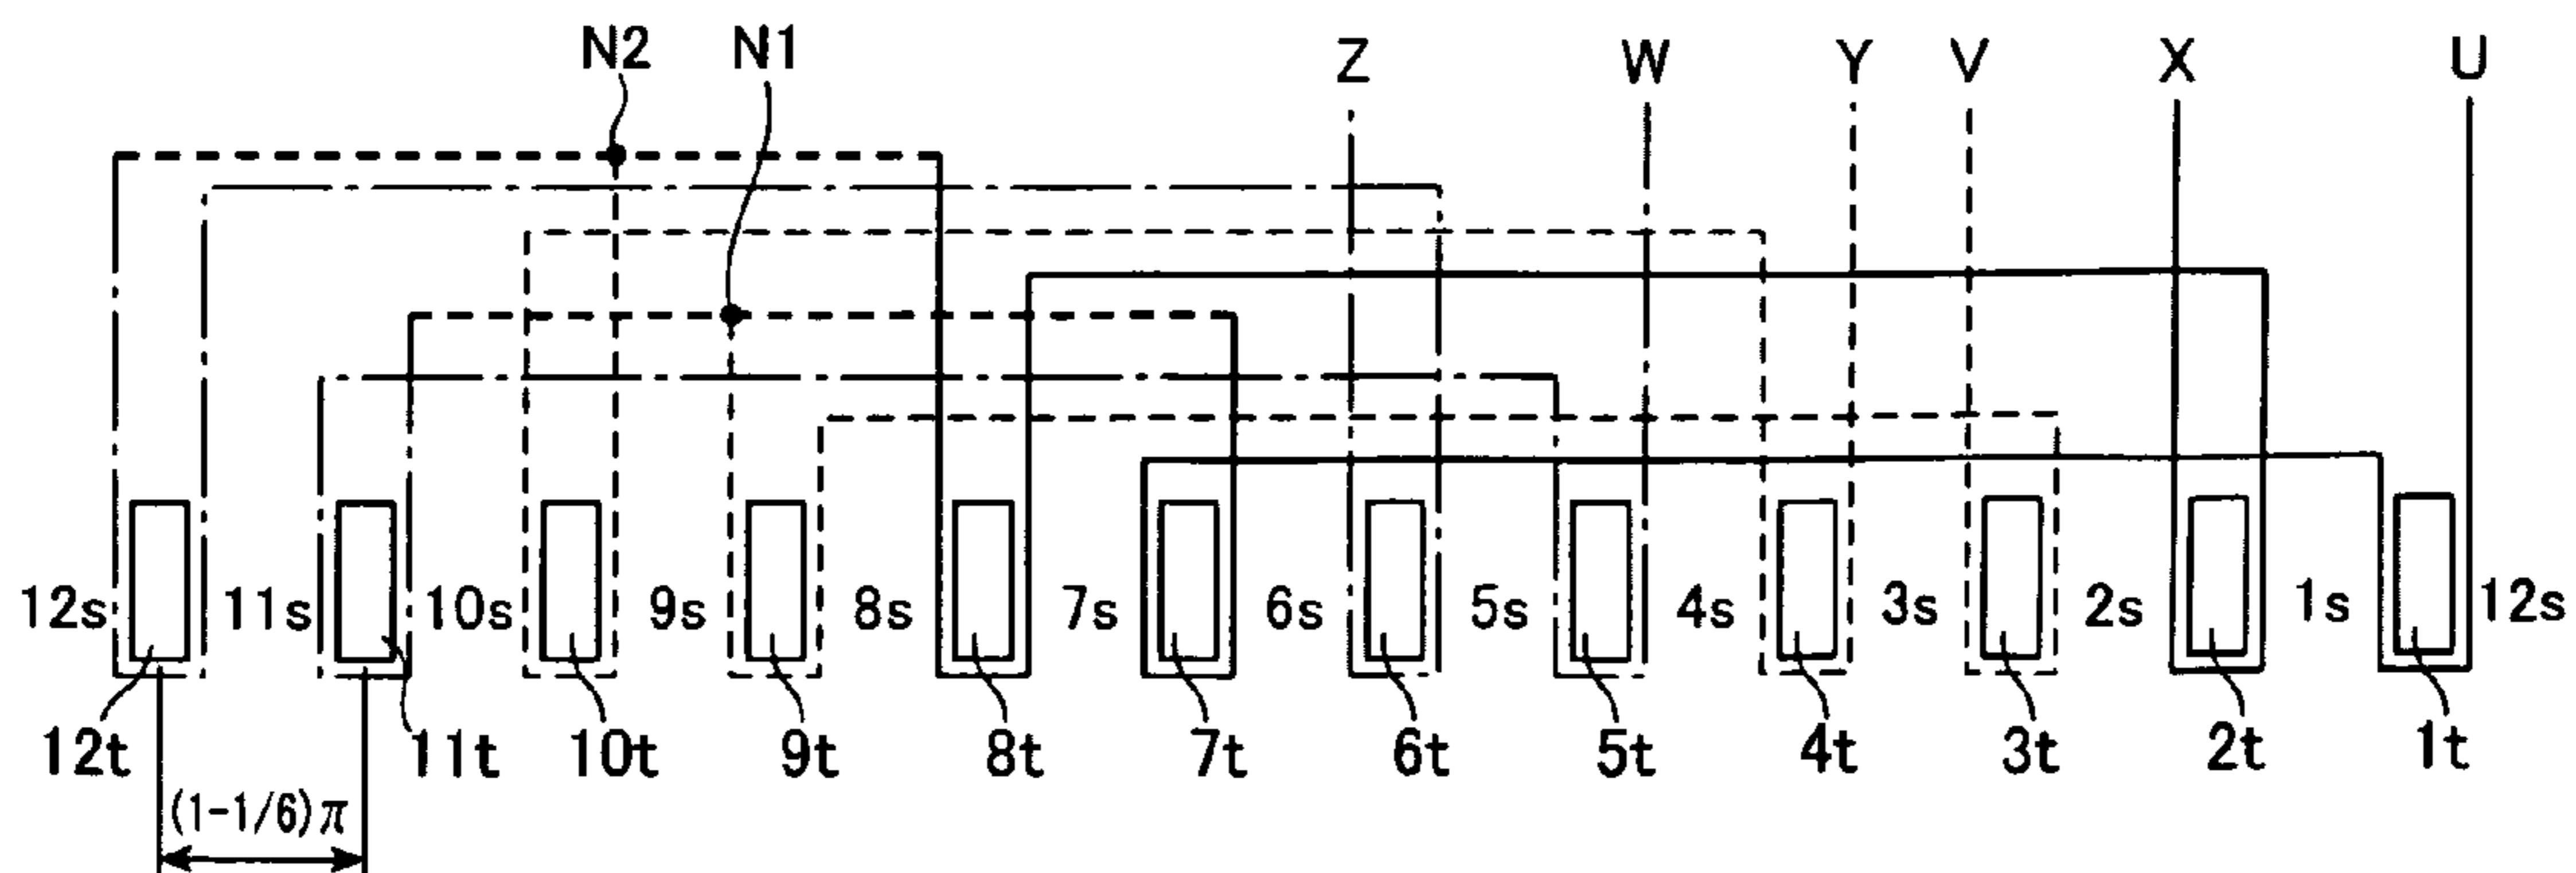 N2 N1 Z W Y V X U
12s 11s 10s 9s 8s 7s 6s 5s 4s 3s 2s 1s 12s
12t 11t 10t 9t 8t 7t 6t 5t 4t 3t 2t 1t
(1-1/6)π